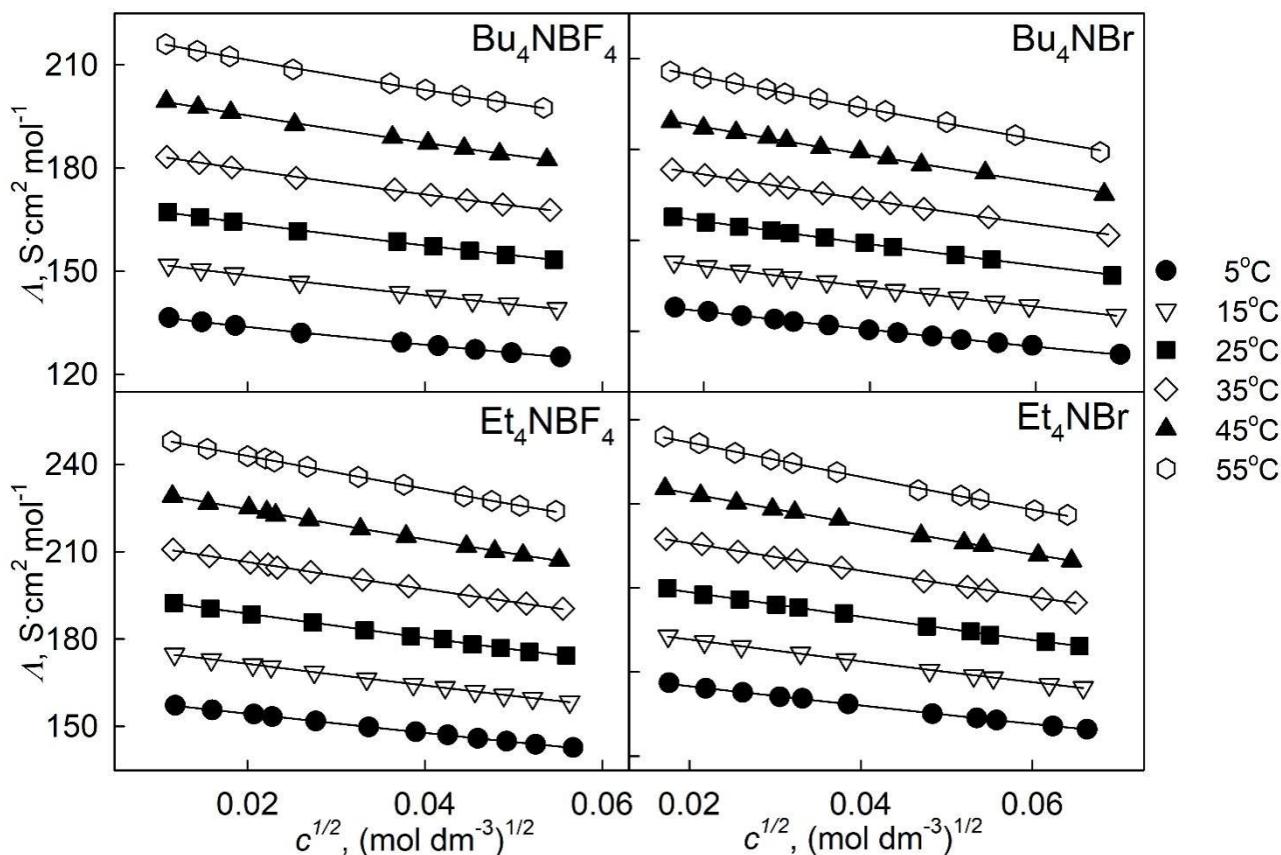 Bu₄NBF₄
Bu₄NBr
210
180
150
120
Λ, S·cm² mol⁻¹
Et₄NBF₄
Et₄NBr
240
210
180
150
Λ, S·cm² mol⁻¹
0.02 0.04 0.06
0.02 0.04 0.06
c^1/2, (mol dm⁻³)^1/2
c^1/2, (mol dm⁻³)^1/2
5°C
15°C
25°C
35°C
45°C
55°C